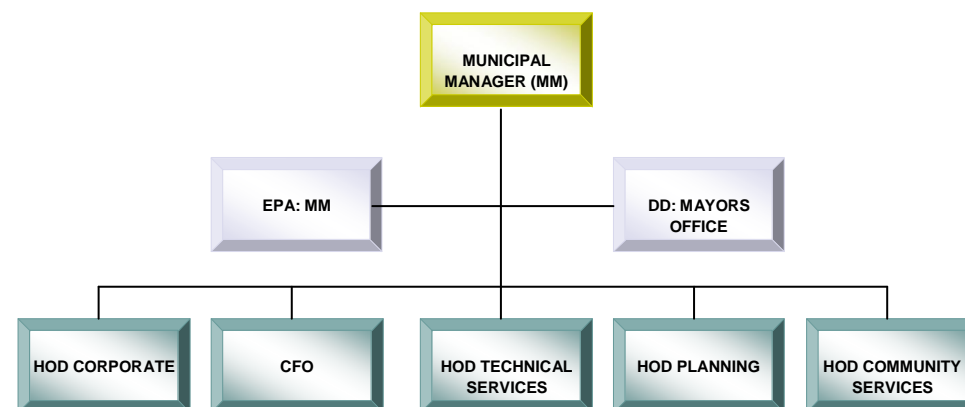 MUNICIPAL
MANAGER (MM)
EPA: MM
DD: MAYORS
OFFICE
HOD CORPORATE
CFO
HOD TECHNICAL
SERVICES
HOD PLANNING
HOD COMMUNITY
SERVICES